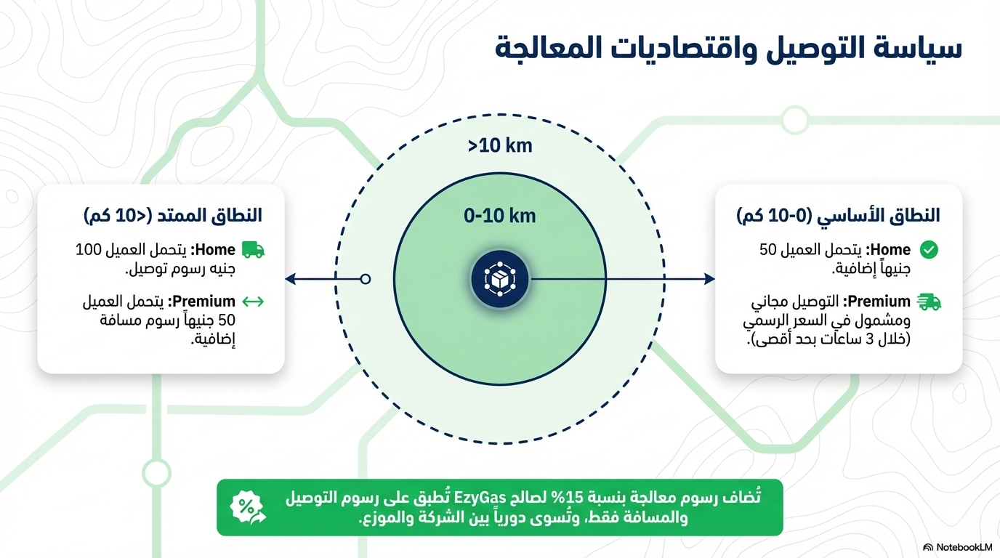 سياسة التوصيل واقتصاديات المعالجة
>10 km
0-10 km
النطاق الأساسي (0-10 كم)
Home: يتحمل العميل 50
جنيهاً إضافية.
Premium: التوصيل مجاني
ومشمول في السعر الرسمي
(خلال 3 ساعات بحد أقصى).
النطاق الممتد (>10 كم)
Home: يتحمل العميل 100
جنيه رسوم توصيل.
Premium: يتحمل العميل
50 جنيهاً رسوم مسافة
إضافية.
تُضاف رسوم معالجة بنسبة 15% لصالح EzyGas تُطبق على رسوم التوصيل
والمسافة فقط، وتُسوى دورياً بين الشركة والموزع.
NotebookLM